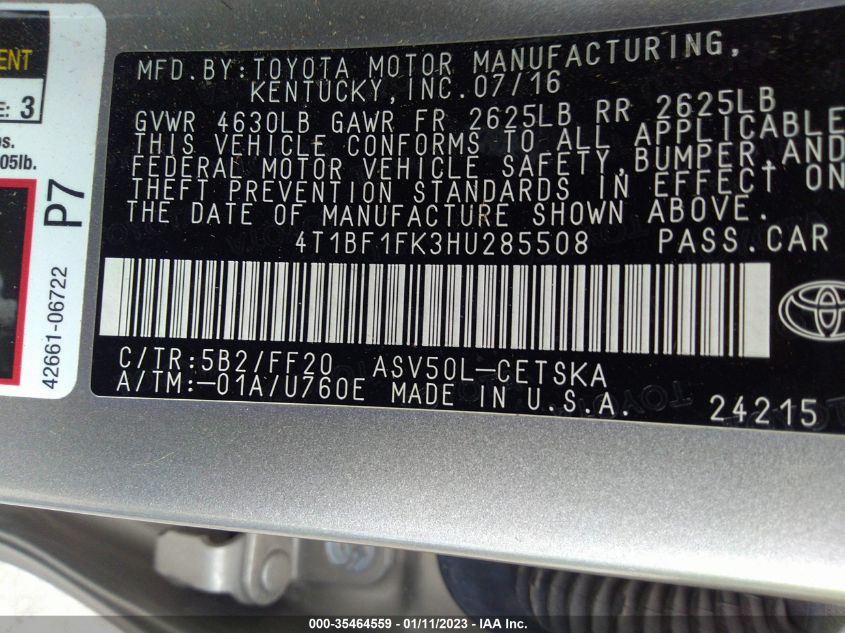 MFD. BY: TOYOTA MOTOR MANUFACTURING,
KENTUCKY, INC. 07/16
GVWR 4630LB GAWR FR 2625LB RR 2625LB
THIS VEHICLE CONFORMS TO ALL APPLICABLE
FEDERAL MOTOR VEHICLE SAFETY, BUMPER, AND
THEFT PREVENTION STANDARDS IN EFFECT ON
THE DATE OF MANUFACTURE SHOWN ABOVE.
4T1BF1FK3HU285508 PASS. CAR
C/TR: 5B2/FF20 ASV50L-CETSKA
A/TM: -01A/U760E MADE IN U.S.A. 24215
P7
42661-06722
E: 3
05lb.
000-35464559 - 01/11/2023 - IAA Inc.